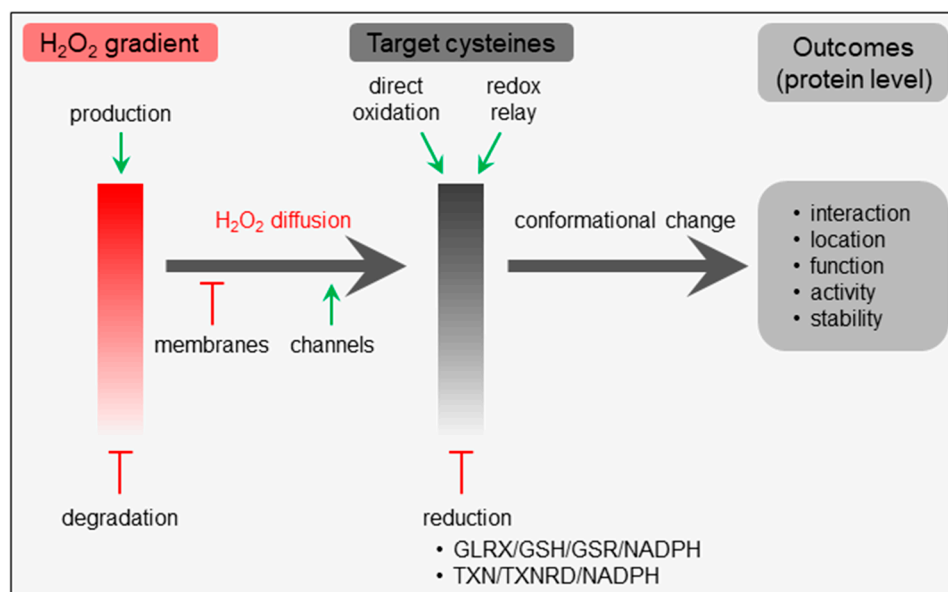 H₂O₂ gradient
Target cysteines
Outcomes
(protein level)
production
direct
oxidation
redox
relay
H₂O₂ diffusion
membranes
channels
conformational change
• interaction
• location
• function
• activity
• stability
degradation
reduction
• GLRX/GSH/GSR/NADPH
• TXN/TXNRD/NADPH